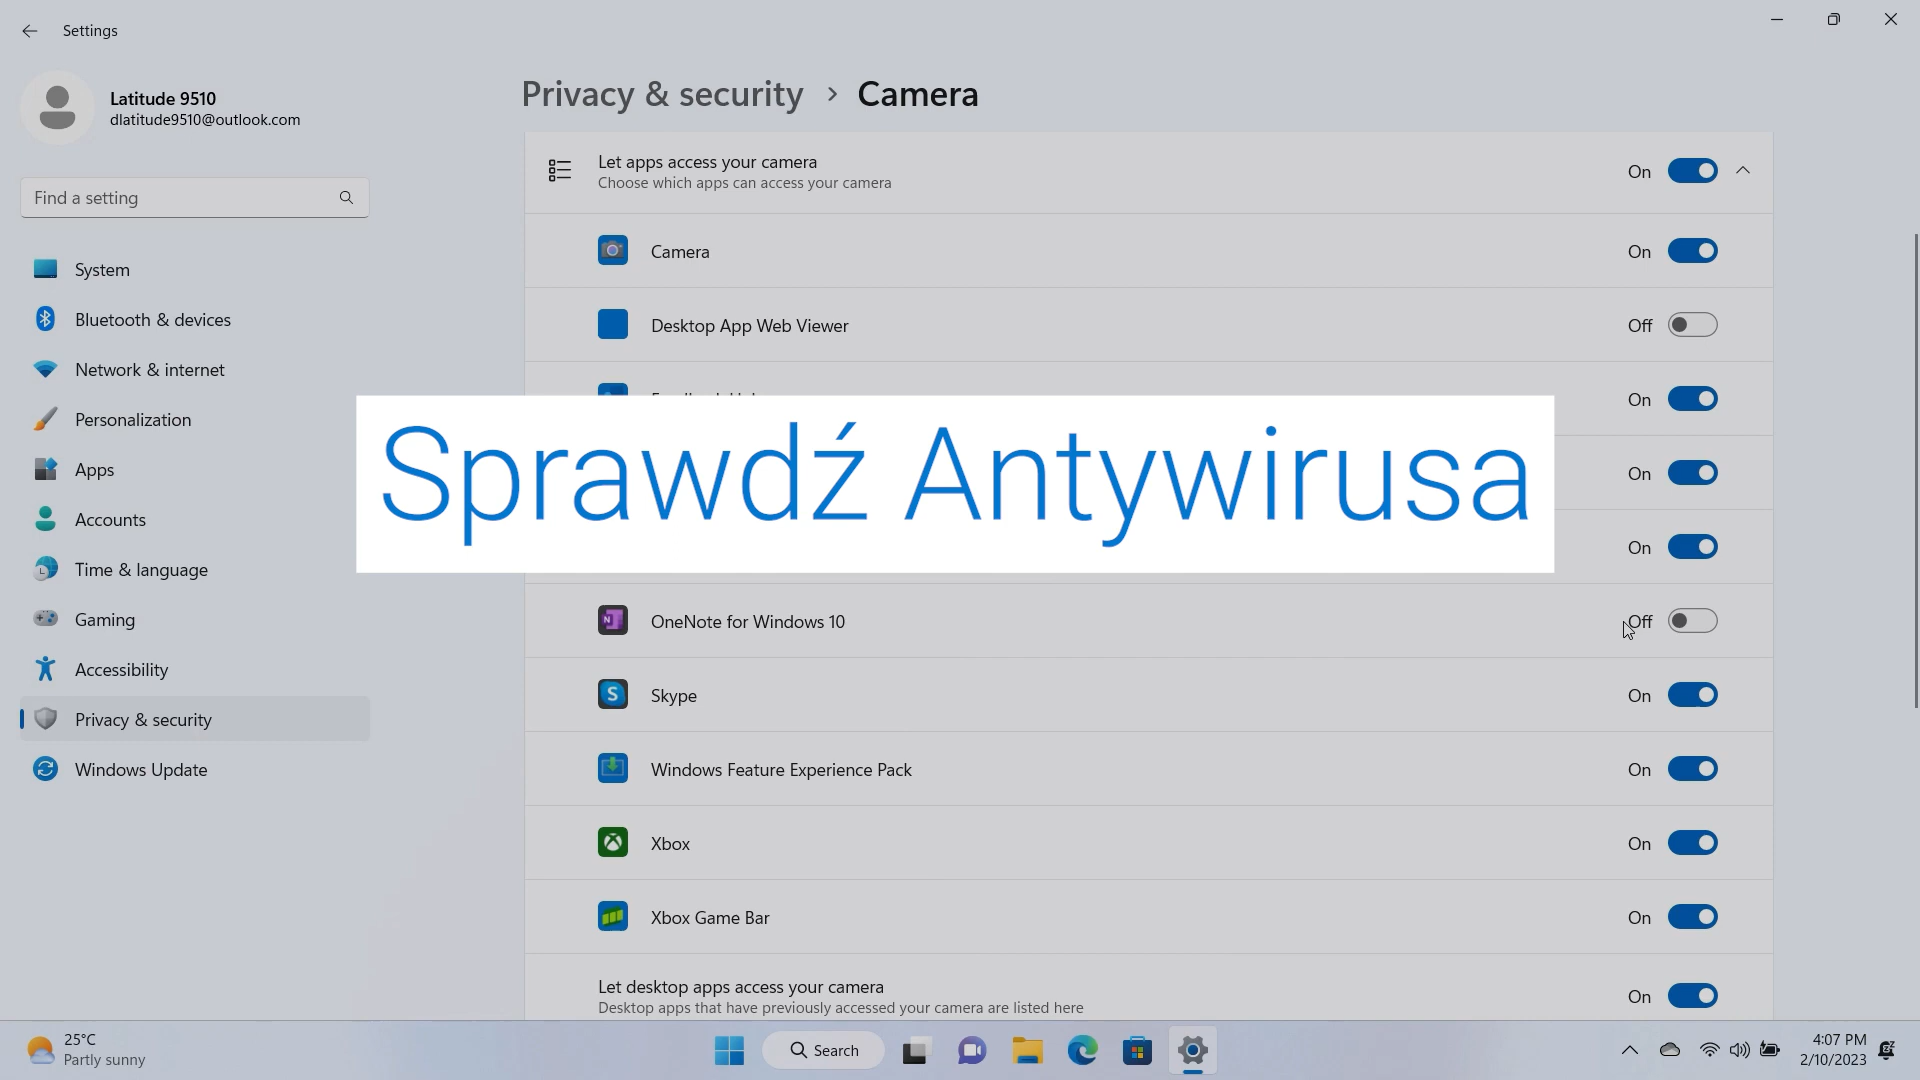 Settings
Latitude 9510
dlatitude9510@outlook.com
Find a setting
System
Bluetooth & devices
Network & internet
Personalization
Apps
Accounts
Time & language
Gaming
Accessibility
Privacy & security
Windows Update
Privacy & security > Camera
Let apps access your camera
Choose which apps can access your camera
On
Camera
On
Desktop App Web Viewer
Off
On
Sprawdź Antywirusa
On
On
OneNote for Windows 10
Off
Skype
On
Windows Feature Experience Pack
On
Xbox
On
Xbox Game Bar
On
Let desktop apps access your camera
Desktop apps that have previously accessed your camera are listed here
On
25°C
Partly sunny
Search
4:07 PM
2/10/2023